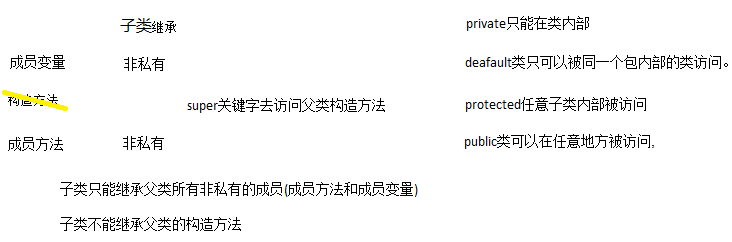 子类继承
private只能在类内部
成员变量
非私有
deafault类只可以被同一个包内部的类访问。
构造方法
super关键字去访问父类构造方法
protected任意子类内部被访问
成员方法
非私有
public类可以在任意地方被访问,
子类只能继承父类所有非私有的成员(成员方法和成员变量)
子类不能继承父类的构造方法